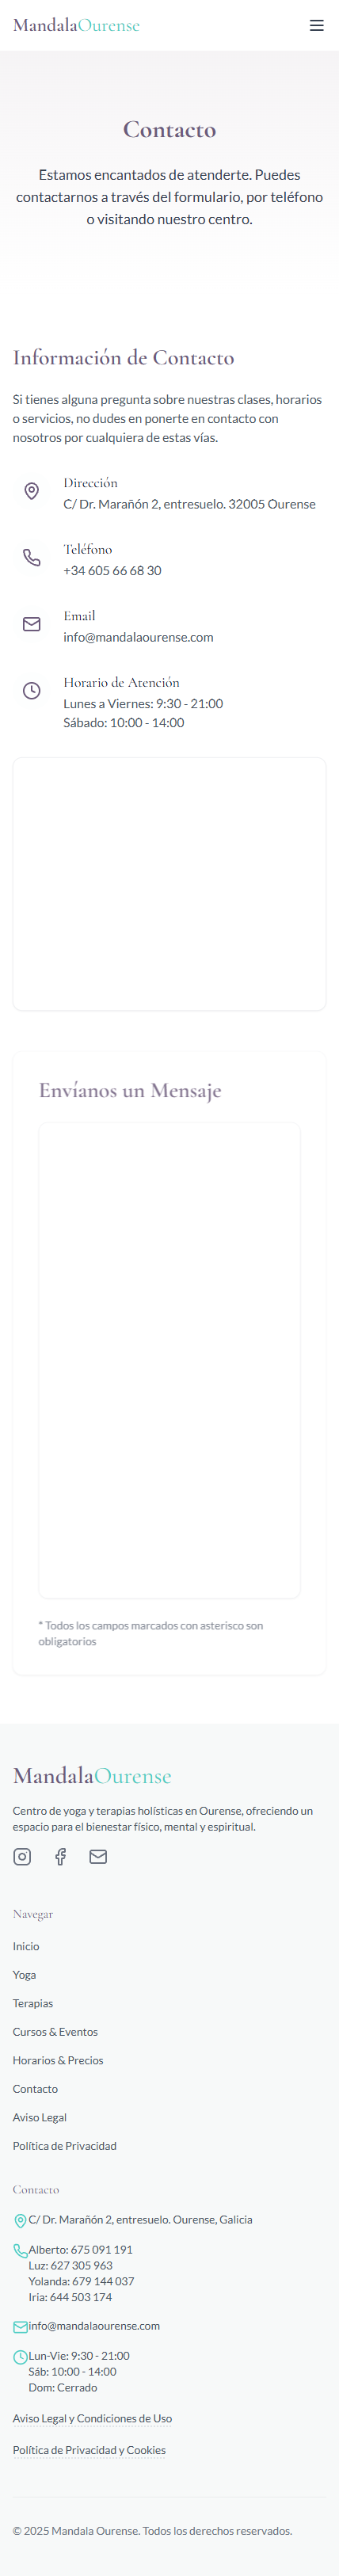 MandalaOurense
Contacto
Estamos encantados de atenderte. Puedes
contactarnos a través del formulario, por teléfono
o visitando nuestro centro.
Información de Contacto
Si tienes alguna pregunta sobre nuestras clases, horarios
o servicios, no dudes en ponerte en contacto con
nosotros por cualquiera de estas vías.
Dirección
C/ Dr. Marañón 2, entresuelo. 32005 Ourense
Teléfono
+34 605 66 68 30
Email
info@mandalaourense.com
Horario de Atención
Lunes a Viernes: 9:30 - 21:00
Sábado: 10:00 - 14:00
Envíanos un Mensaje
* Todos los campos marcados con asterisco son
obligatorios
MandalaOurense
Centro de yoga y terapias holísticas en Ourense, ofreciendo un
espacio para el bienestar físico, mental y espiritual.
Navegar
Inicio
Yoga
Terapias
Cursos & Eventos
Horarios & Precios
Contacto
Aviso Legal
Política de Privacidad
Contacto
C/ Dr. Marañón 2, entresuelo. Ourense, Galicia
Alberto: 675 091 191
Luz: 627 305 963
Yolanda: 679 144 037
Iria: 644 503 174
info@mandalaourense.com
Lun-Vie: 9:30 - 21:00
Sáb: 10:00 - 14:00
Dom: Cerrado
Aviso Legal y Condiciones de Uso
Política de Privacidad y Cookies
© 2025 Mandala Ourense. Todos los derechos reservados.